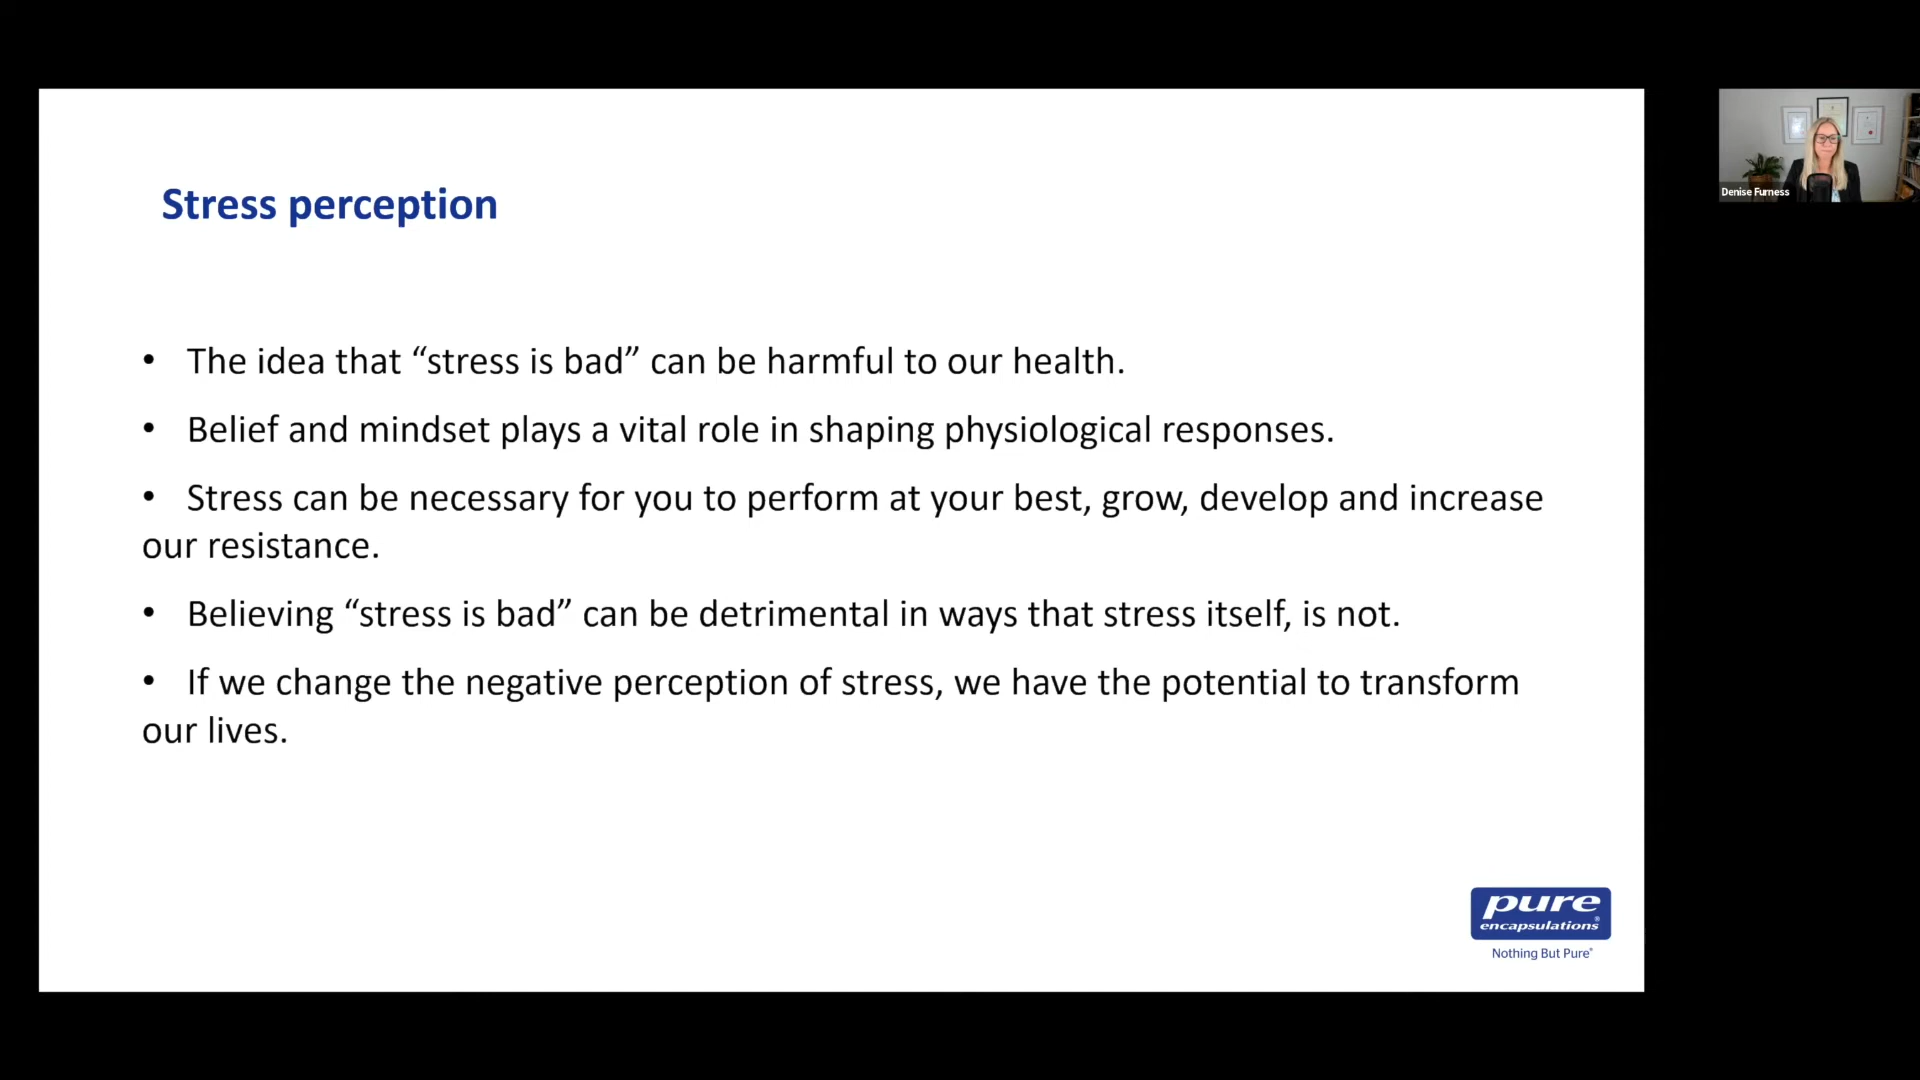 Stress perception
• The idea that “stress is bad” can be harmful to our health.
• Belief and mindset plays a vital role in shaping physiological responses.
• Stress can be necessary for you to perform at your best, grow, develop and increase
our resistance.
• Believing “stress is bad” can be detrimental in ways that stress itself, is not.
• If we change the negative perception of stress, we have the potential to transform
our lives.
pure
encapsulations®
Nothing But Pure®
Denise Furness